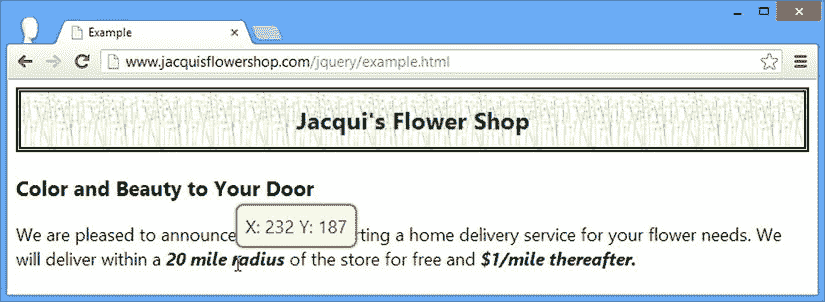 Example
www.jacquisflowershop.com/jquery/example.html
Jacqui's Flower Shop
Color and Beauty to Your Door
X: 232 Y: 187
We are pleased to announce rting a home delivery service for your flower needs. We
will deliver within a 20 mile radius of the store for free and $1/mile thereafter.